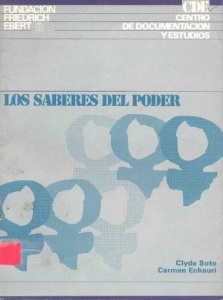 FUNDACION
FRIEDRICH
EBERT
CDE
CENTRO
DE DOCUMENTACION
Y ESTUDIOS
LOS SABERES DEL PODER
Clyde Soto
Carmen Echauri